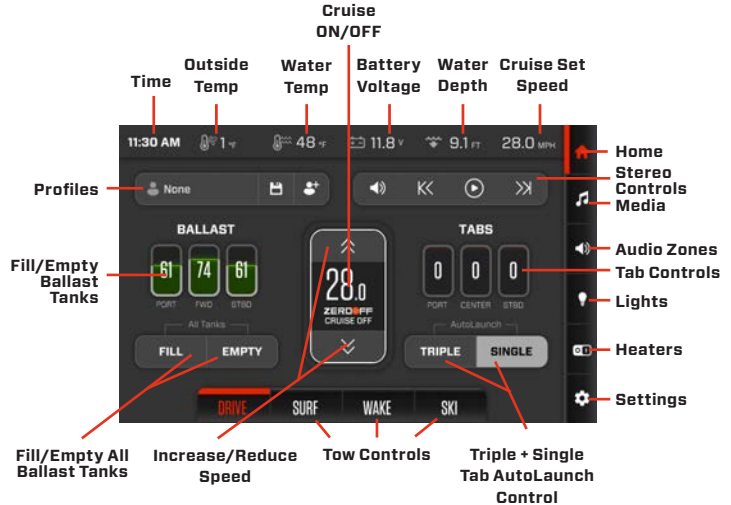 Cruise
ON/OFF
Outside
Temp
Water
Temp
Battery
Voltage
Water
Depth
Cruise Set
Speed
Time
11:30 AM
1 °F
48 °F
11.8 V
9.1 FT
28.0 MPH
Home
Stereo
Controls
Media
Audio Zones
Tab Controls
Lights
Heaters
Settings
Profiles
None
BALLAST
TABS
Fill/Empty
Ballast
Tanks
61
74
61
PORT
FWD
STBD
28.0
ZEROOFF
CRUISE OFF
0
0
0
PORT
CENTER
STBD
All Tanks
FILL
EMPTY
AutoLaunch
TRIPLE
SINGLE
DRIVE
SURF
WAKE
SKI
Fill/Empty All
Ballast Tanks
Increase/Reduce
Speed
Tow Controls
Triple + Single
Tab AutoLaunch
Control